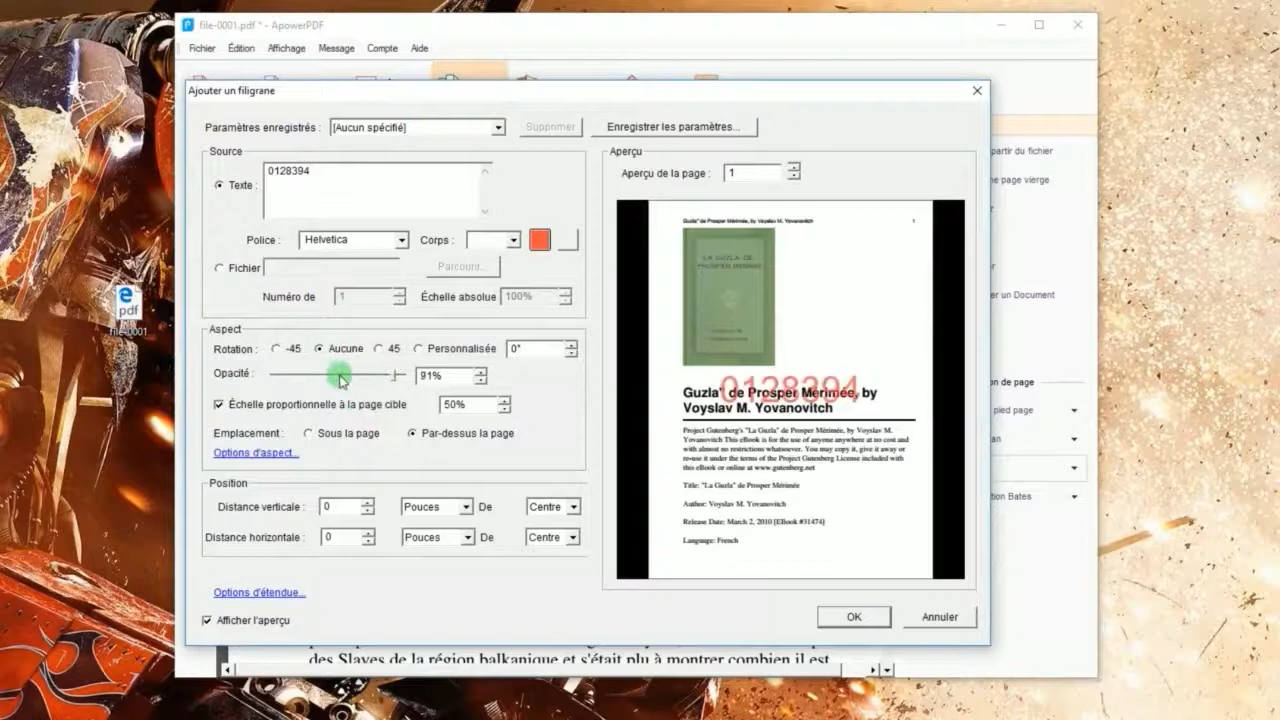 file-0001.pdf * - ApowerPDF
Fichier Édition Affichage Message Compte Aide
Ajouter un filigrane
Paramètres enregistrés : [Aucun spécifié] Supprimer Enregistrer les paramètres...
Source
Texte : 0128394
Police : Helvetica Corps :
Fichier Parcourir...
Numéro de 1 Échelle absolue 100%
Aspect
Rotation : -45 Aucune 45 Personnalisée 0°
Opacité : 91%
Échelle proportionnelle à la page cible 50%
Emplacement : Sous la page Par-dessus la page
Options d'aspect...
Position
Distance verticale : 0 Pouces De Centre
Distance horizontale : 0 Pouces De Centre
Options d'étendue...
Afficher l'aperçu
Aperçu
Aperçu de la page : 1
Guzla" de Prosper Mérimée, by Voyslav M. Yovanovitch 1
LA GUZLA DE
PROSPER MÉRIMÉE
0128394
Guzla" de Prosper Mérimée, by
Voyslav M. Yovanovitch
Project Gutenberg's "La Guzla" de Prosper Mérimée, by Voyslav M.
Yovanovitch This eBook is for the use of anyone anywhere at no cost and
with almost no restrictions whatsoever. You may copy it, give it away or
re-use it under the terms of the Project Gutenberg License included with
this eBook or online at www.gutenberg.net
Title: "La Guzla" de Prosper Mérimée
Author: Voyslav M. Yovanovitch
Release Date: March 2, 2010 [EBook #31474]
Language: French
OK Annuler
partir du fichier
ne page vierge
er un Document
on de page
pied page
an
tion Bates
pdf
file-0001
des Slaves de la région balkanique et s'était plu à montrer combien il est